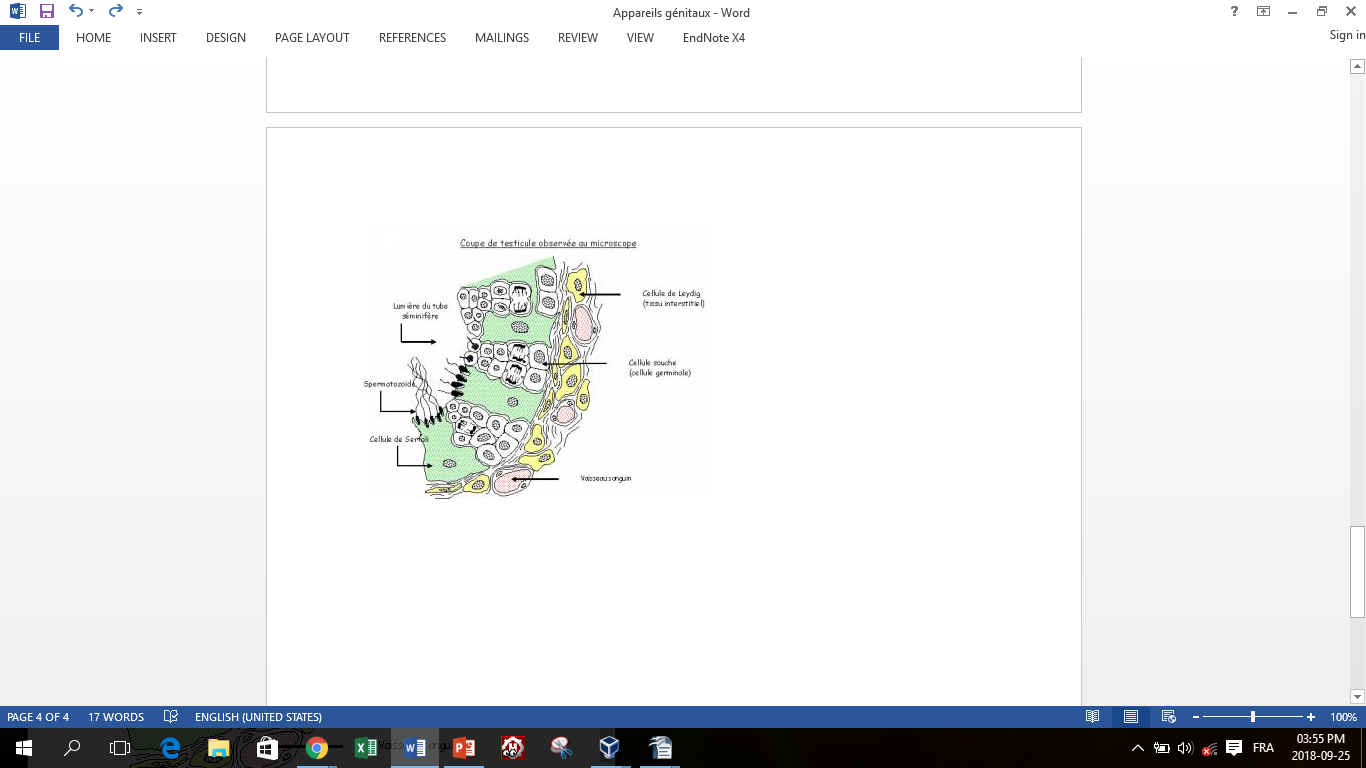 Appareils génitaux - Word
FILE HOME INSERT DESIGN PAGE LAYOUT REFERENCES MAILINGS REVIEW VIEW EndNote X4 Sign in
Coupe de testicule observée au microscope
Cellule de Leydig
(tissu interstitiel)
Lumière du tube
séminifère
Cellule souche
(cellule germinale)
Spermatozoïde
Cellule de Sertoli
Vaisseau sanguin
PAGE 4 OF 4 17 WORDS ENGLISH (UNITED STATES) 100%
FRA
03:55 PM
2018-09-25